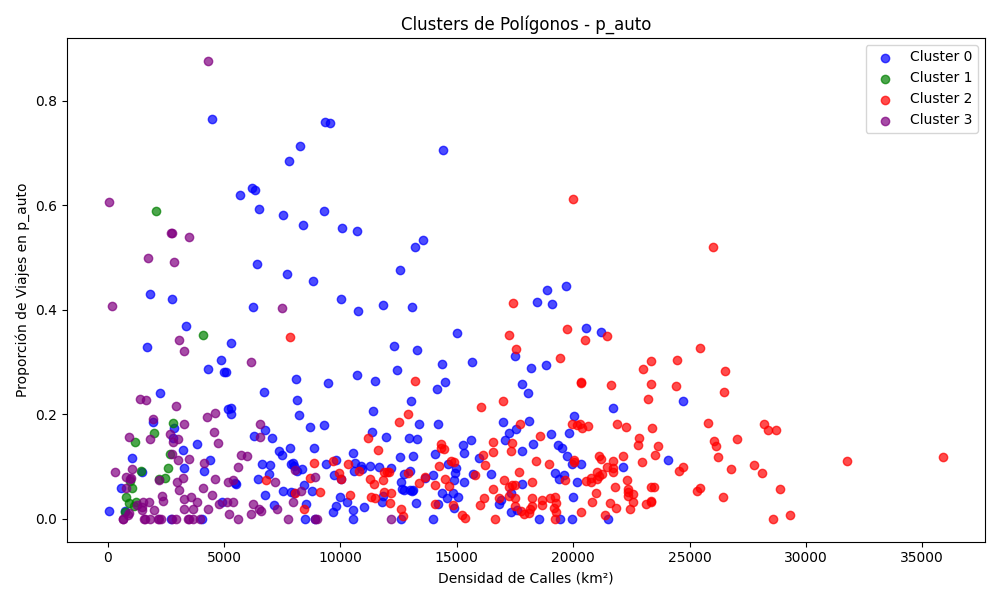 Clusters de Polígonos - p_auto
Cluster 0
Cluster 1
Cluster 2
Cluster 3
Proporción de Viajes en p_auto
0.8
0.6
0.4
0.2
0.0
0 5000 10000 15000 20000 25000 30000 35000
Densidad de Calles (km²)